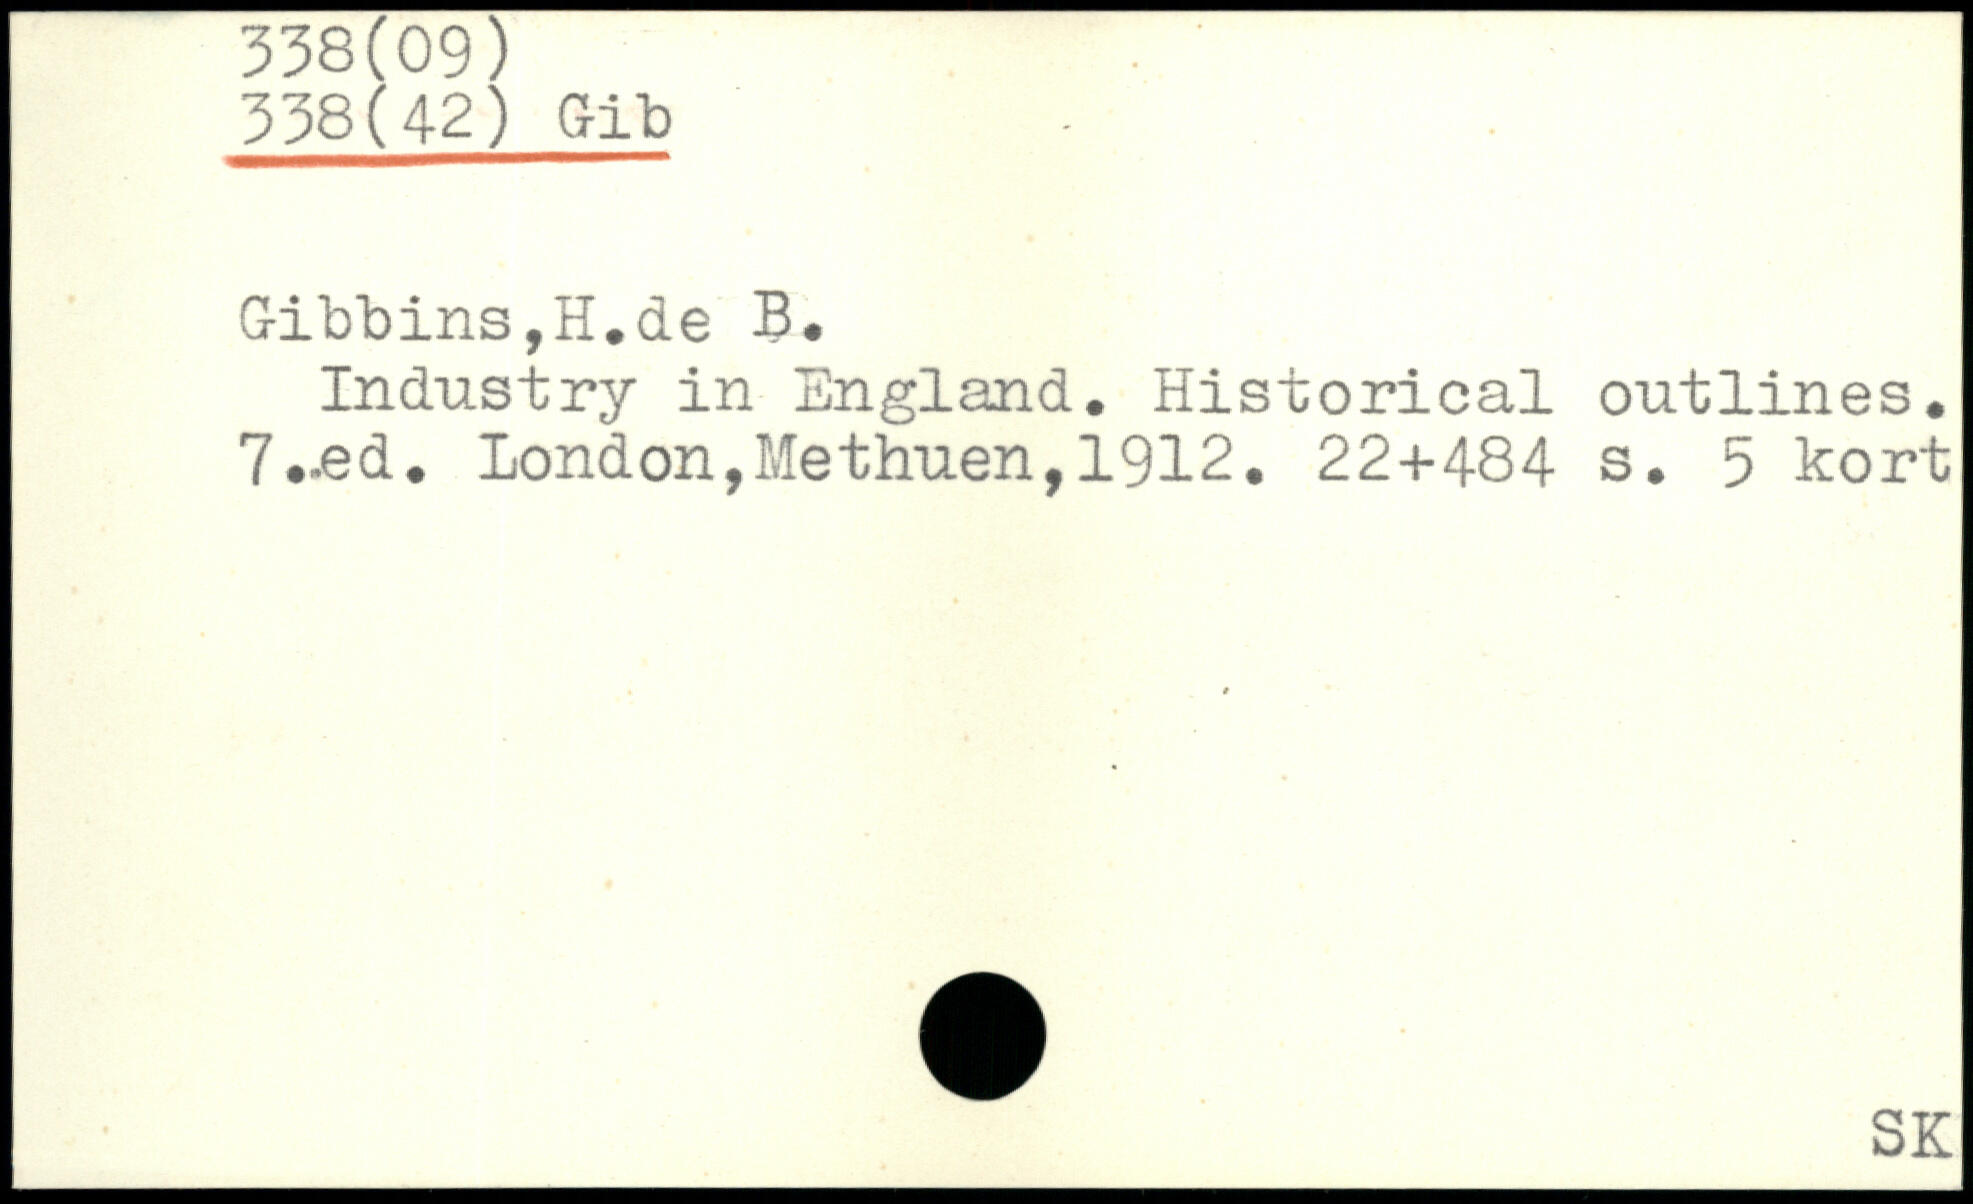 338(09)
338(42) Gib
Gibbins,H.de B.
Industry in England. Historical outlines.
7.ed. London,Methuen,1912. 22+484 s. 5 kort
SK